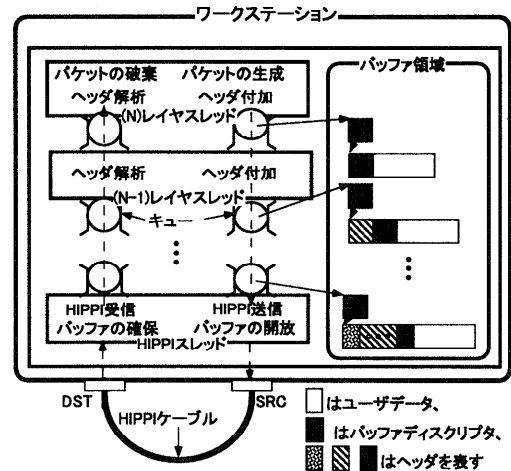 ワークステーション
パケットの破棄 パケットの生成
ヘッダ解析 ヘッダ付加
(N)レイヤスレッド
ヘッダ解析 ヘッダ付加
(N-1)レイヤスレッド
キュー
HIPPI受信 HIPPI送信
バッファの確保 バッファの開放
HIPPIスレッド
バッファ領域
DST
SRC
HIPPIケーブル
はユーザデータ、
はバッファディスクリプタ、
はヘッダを表す